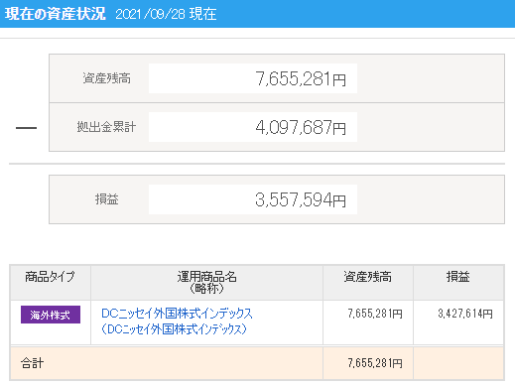 現在の資産状況 2021/09/28 現在
資産残高 7,655,281円
— 拠出金累計 4,097,687円
損益 3,557,594円
商品タイプ 運用商品名 資産残高 損益
(略称)
海外株式 DCニッセイ外国株式インデックス 7,655,281円 3,427,614円
(DCニッセイ外国株式インデックス)
合計 7,655,281円